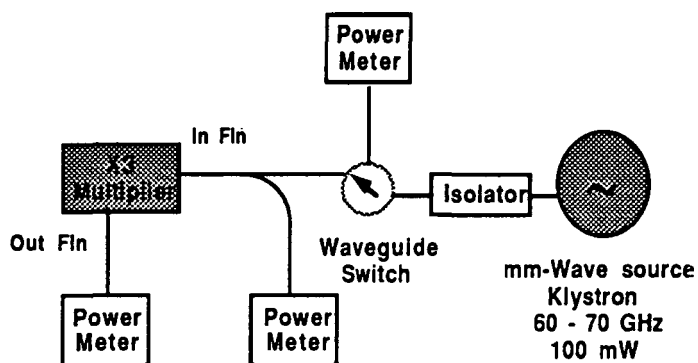 Power
Meter
In Fin
X3
Multiplier
Isolator
~
Out Fin
Waveguide
Switch
mm-Wave source
Klystron
60 - 70 GHz
100 mW
Power
Meter
Power
Meter